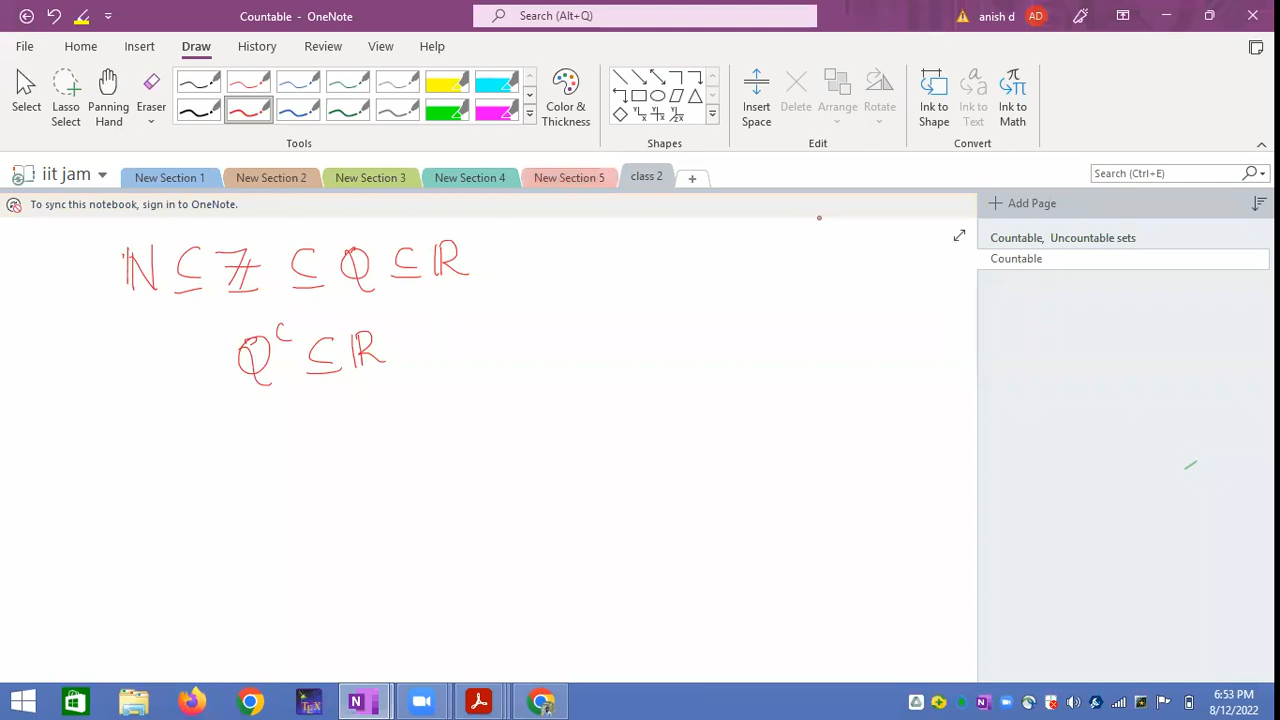 Countable - OneNote
Search (Alt+Q)
anish d
AD
File Home Insert Draw History Review View Help
Select
Lasso Select
Panning Hand
Eraser
Color & Thickness
Insert Space
Delete
Arrange
Rotate
Ink to Shape
Ink to Text
Ink to Math
Tools
Shapes
Edit
Convert
iit jam
New Section 1
New Section 2
New Section 3
New Section 4
New Section 5
class 2
Search (Ctrl+E)
To sync this notebook, sign in to OneNote.
Add Page
Countable, Uncountable sets
Countable
ℕ ⊆ ℤ ⊆ ℚ ⊆ ℝ
ℚᶜ ⊆ ℝ
6:53 PM
8/12/2022